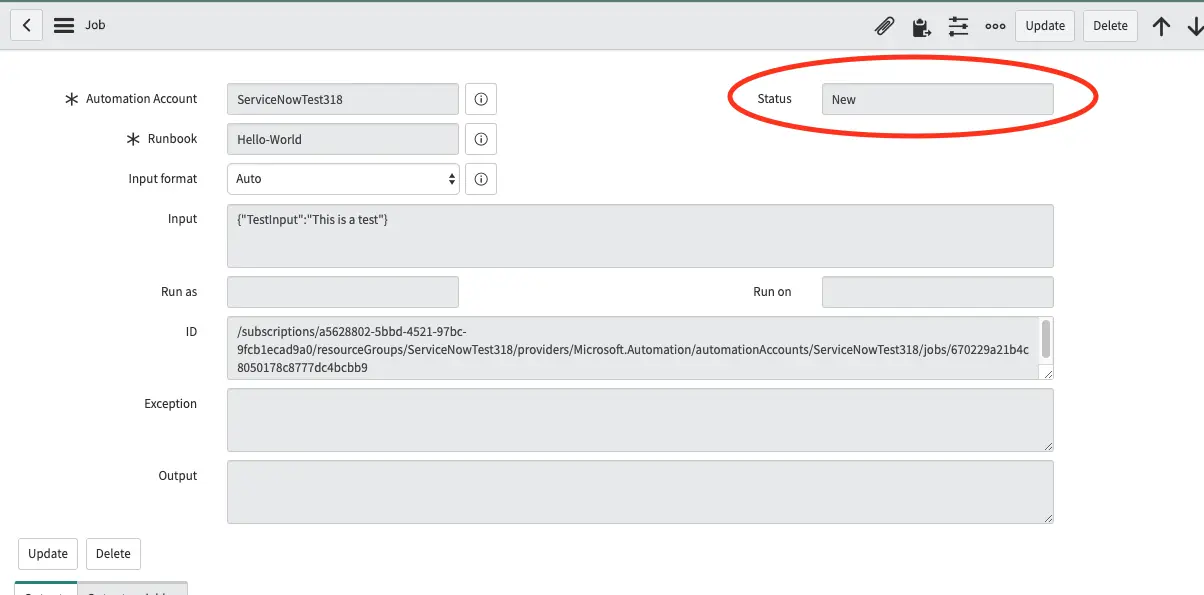 Job
Update
Delete
Automation Account
ServiceNowTest318
Status
New
Runbook
Hello-World
Input format
Auto
Input
{"TestInput":"This is a test"}
Run as
Run on
ID
/subscriptions/a5628802-5bbd-4521-97bc-
9fcb1ecad9a0/resourceGroups/ServiceNowTest318/providers/Microsoft.Automation/automationAccounts/ServiceNowTest318/jobs/670229a21b4c
8050178c8777dc4bcbb9
Exception
Output
Update
Delete